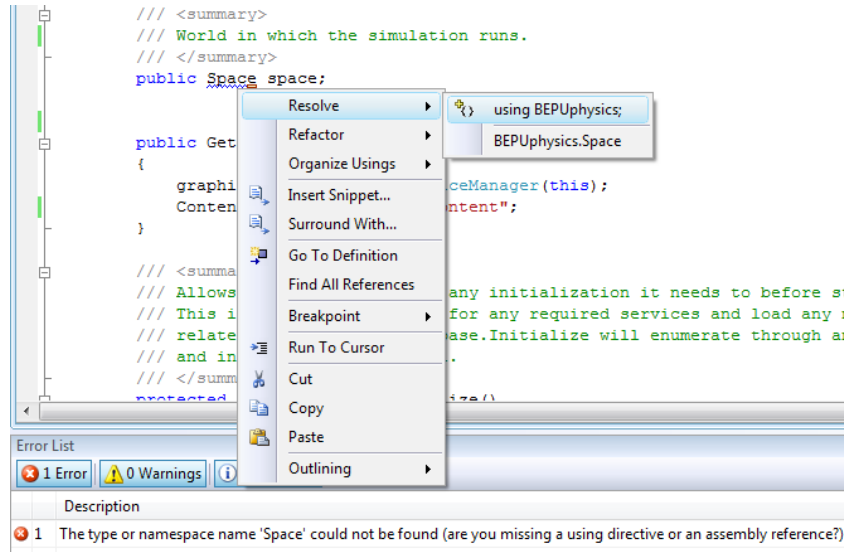 /// <summary>
/// World in which the simulation runs.
/// </summary>
public Space space;
Resolve
using BEPUphysics;
Refactor
BEPUphysics.Space
public Get
Organize Usings
{
graphi
ceManager(this);
Insert Snippet...
Conten
ntent";
Surround With...
}
Go To Definition
/// <summa
Find All References
/// Allows
any initialization it needs to before s
/// This i
for any required services and load any
Breakpoint
/// relate
ase.Initialize will enumerate through a
Run To Cursor
/// and in
.
/// </summ
Cut
protected
ize()
Copy
Paste
Outlining
Error List
1 Error
0 Warnings
Description
1 The type or namespace name 'Space' could not be found (are you missing a using directive or an assembly reference?)